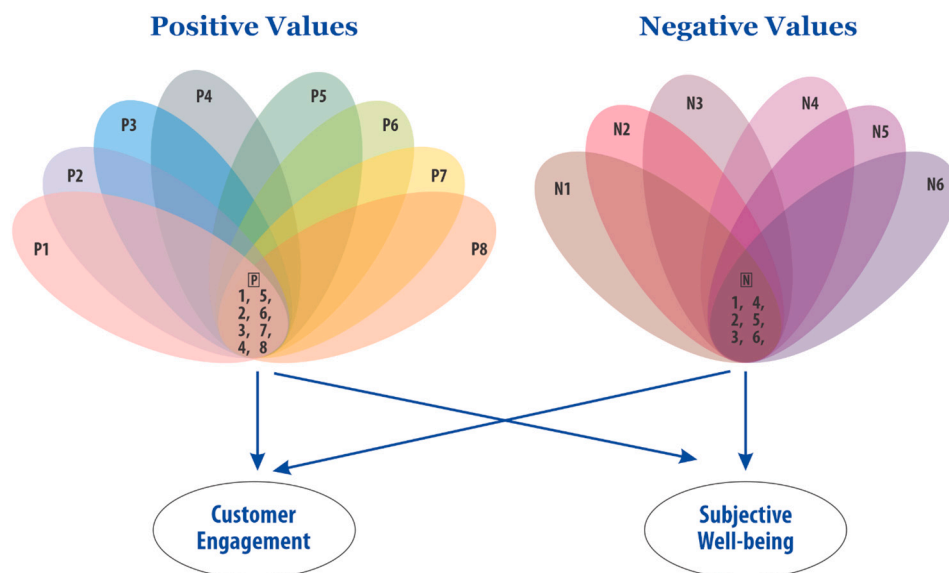 Positive Values
Negative Values
P1
P2
P3
P4
P5
P6
P7
P8
P
1, 5,
2, 6,
3, 7,
4, 8
N1
N2
N3
N4
N5
N6
N
1, 4,
2, 5,
3, 6,
Customer
Engagement
Subjective
Well-being